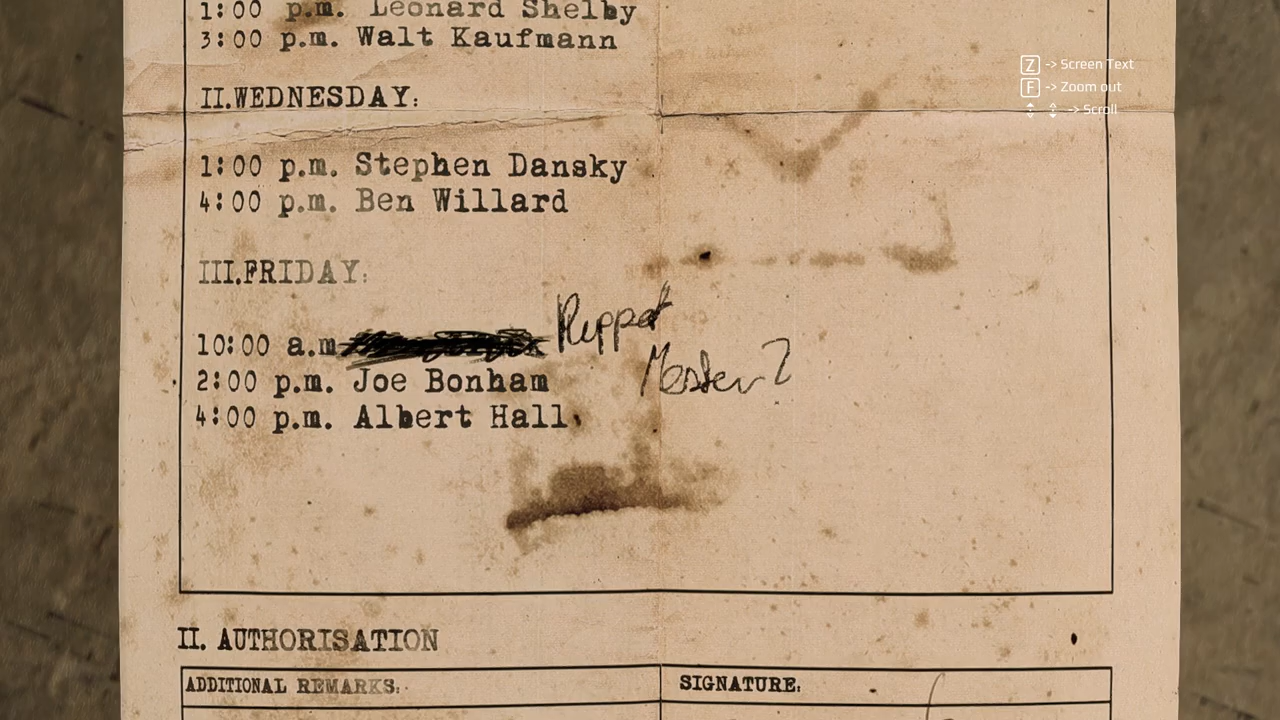 1:00 p.m. Leonard Shelby
3:00 p.m. Walt Kaufmann
Z -> Screen Text
F -> Zoom out
-> Scroll
II.WEDNESDAY:
1:00 p.m. Stephen Dansky
4:00 p.m. Ben Willard
III.FRIDAY:
10:00 a.m
Puppet
Master?
2:00 p.m. Joe Bonham
4:00 p.m. Albert Hall
II. AUTHORISATION
ADDITIONAL REMARKS:
SIGNATURE: